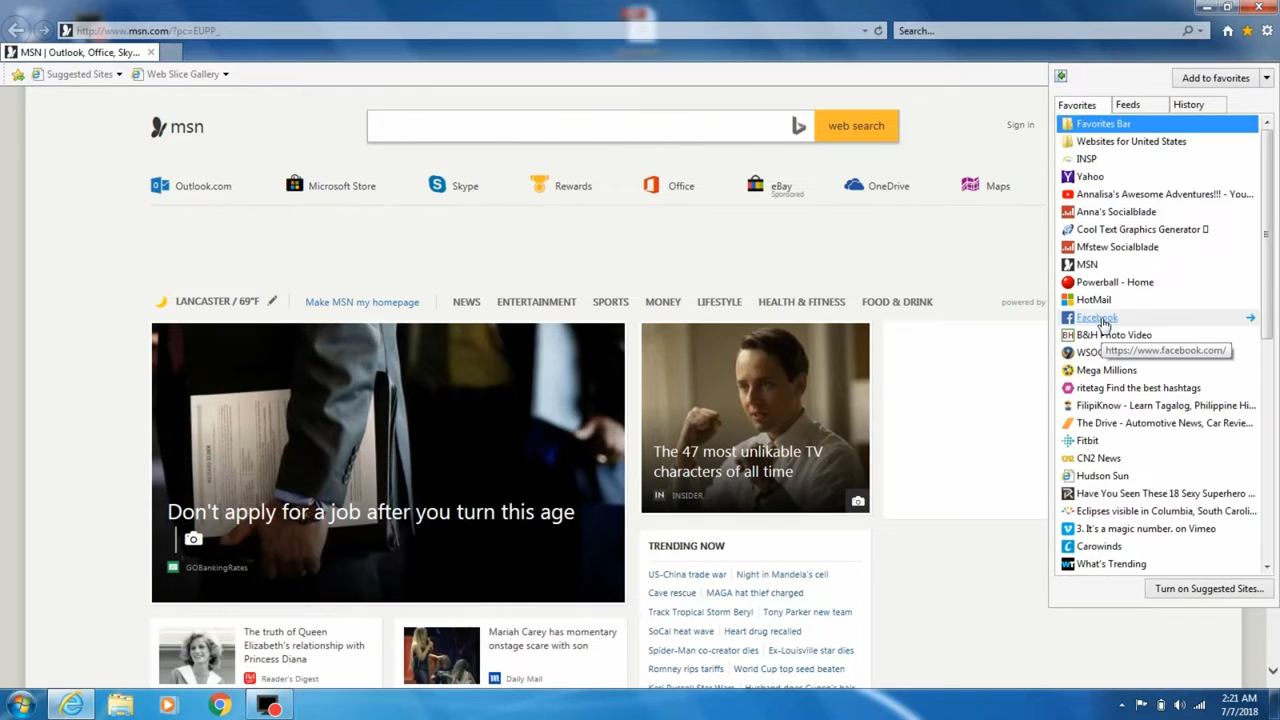 http://www.msn.com/?pc=EUPP_
Search...
MSN | Outlook, Office, Sky...
Suggested Sites
Web Slice Gallery
Add to favorites
Favorites
Feeds
History
Favorites Bar
Websites for United States
INSP
Yahoo
Annalisa's Awesome Adventures!!! - You...
Anna's Socialblade
Cool Text Graphics Generator
Mfstew Socialblade
MSN
Powerball - Home
HotMail
Facebook
B&H Photo Video
https://www.facebook.com/
Mega Millions
ritetag Find the best hashtags
FilipiKnow - Learn Tagalog, Philippine Hi...
The Drive - Automotive News, Car Revie...
Fitbit
CN2 News
Hudson Sun
Have You Seen These 18 Sexy Superhero ...
Eclipses visible in Columbia, South Caroli...
3. It's a magic number. on Vimeo
Carowinds
What's Trending
Turn on Suggested Sites...
msn
web search
Sign in
Outlook.com
Microsoft Store
Skype
Rewards
Office
eBay
Sponsored
OneDrive
Maps
LANCASTER / 69°F
Make MSN my homepage
NEWS
ENTERTAINMENT
SPORTS
MONEY
LIFESTYLE
HEALTH & FITNESS
FOOD & DRINK
powered by
Don't apply for a job after you turn this age
GOBankingRates
The 47 most unlikable TV
characters of all time
IN INSIDER
TRENDING NOW
US-China trade war
Night in Mandela's cell
Cave rescue
MAGA hat thief charged
Track Tropical Storm Beryl
Tony Parker new team
SoCal heat wave
Heart drug recalled
Spider-Man co-creator dies
Ex-Louisville star dies
Romney rips tariffs
World Cup top seed beaten
The truth of Queen
Elizabeth's relationship with
Princess Diana
Reader's Digest
Mariah Carey has momentary
onstage scare with son
Daily Mail
2:21 AM
7/7/2018